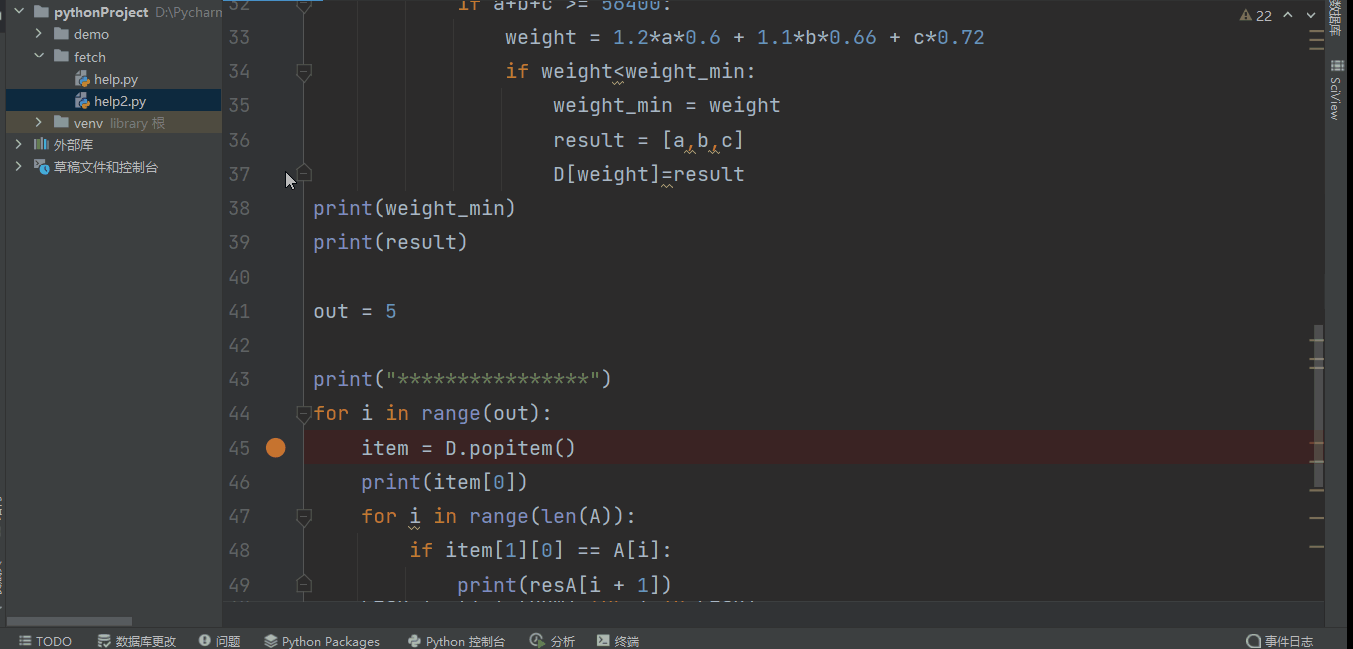 pythonProject D:\Pycharm
demo
fetch
help.py
help2.py
venv library 根
外部库
草稿文件和控制台
32 if a+b+c >= 56400:
33 weight = 1.2*a*0.6 + 1.1*b*0.66 + c*0.72
34 if weight<weight_min:
35 weight_min = weight
36 result = [a,b,c]
37 D[weight]=result
38 print(weight_min)
39 print(result)
40
41 out = 5
42
43 print("****************")
44 for i in range(out):
45 item = D.popitem()
46 print(item[0])
47 for i in range(len(A)):
48 if item[1][0] == A[i]:
49 print(resA[i + 1])
22
数据库
SciView
TODO 数据库更改 问题 Python Packages Python 控制台 分析 终端 事件日志